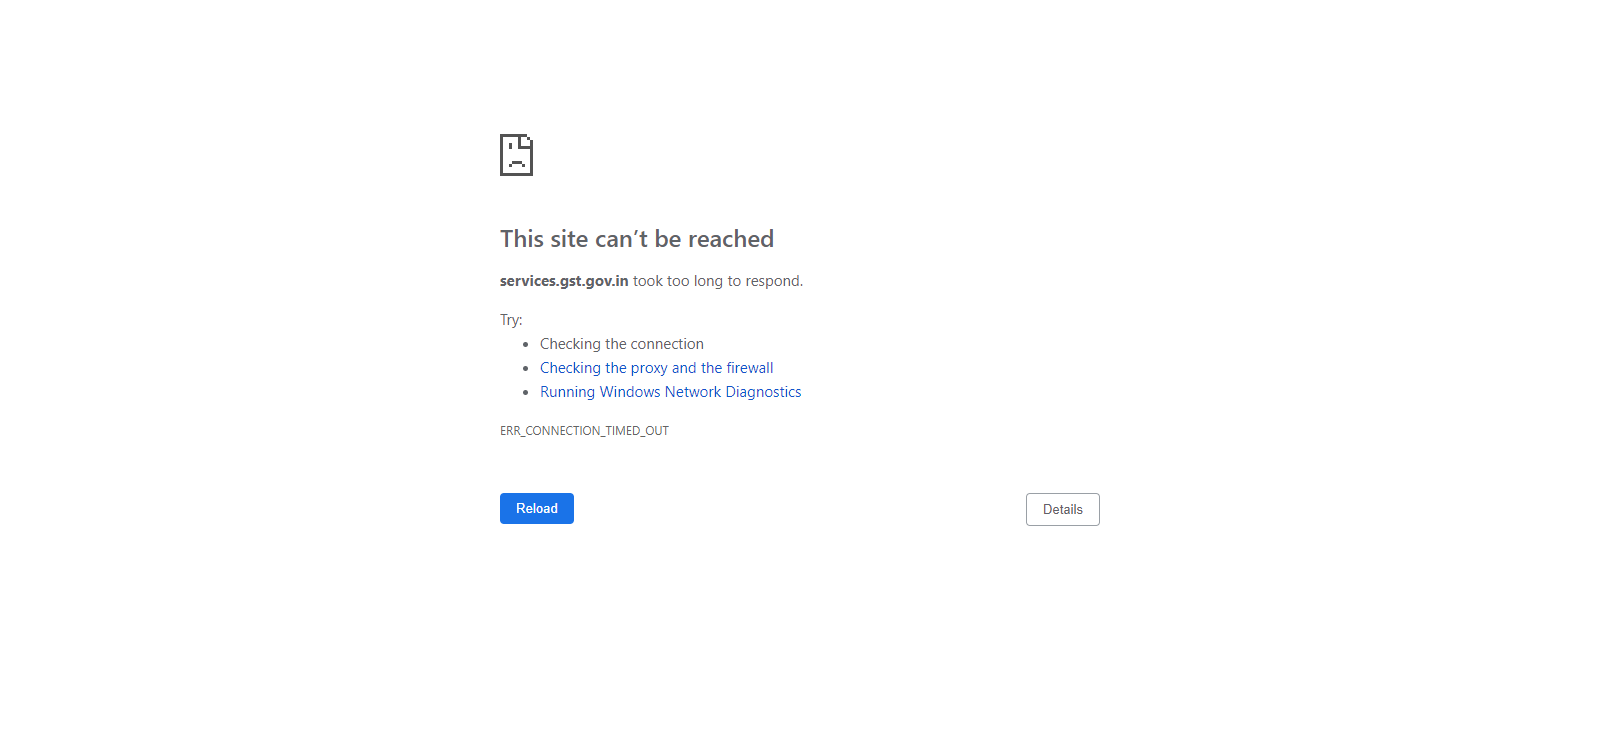 This site can’t be reached
services.gst.gov.in took too long to respond.
Try:
Checking the connection
Checking the proxy and the firewall
Running Windows Network Diagnostics
ERR_CONNECTION_TIMED_OUT
Reload
Details